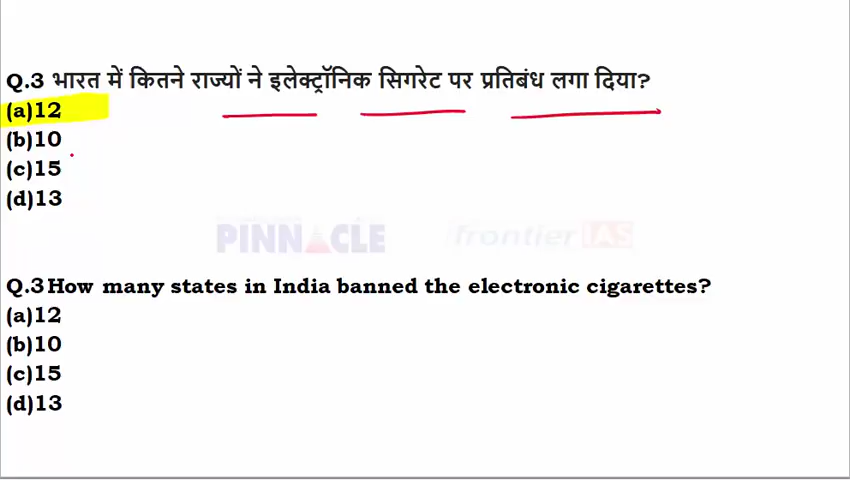 Q.3 भारत में कितने राज्यों ने इलेक्ट्रॉनिक सिगरेट पर प्रतिबंध लगा दिया?
(a)12
(b)10
(c)15
(d)13
PINNACLE frontier IAS
Q.3 How many states in India banned the electronic cigarettes?
(a)12
(b)10
(c)15
(d)13